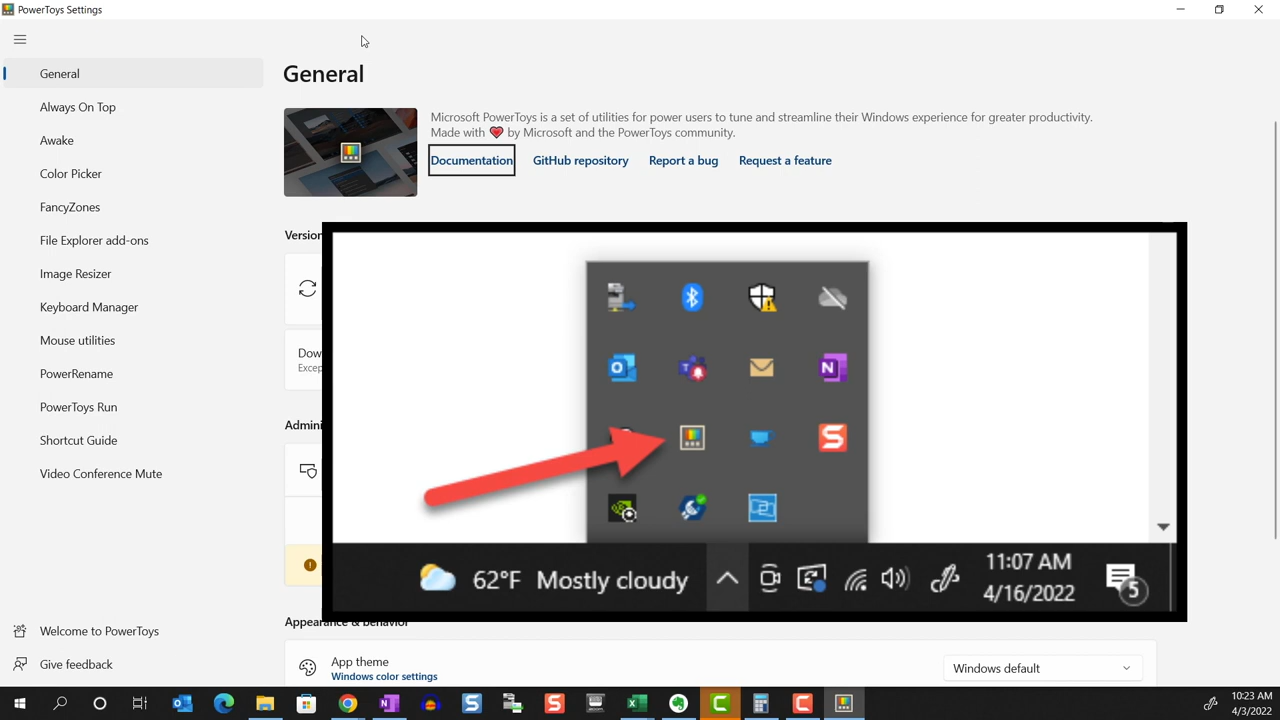 PowerToys Settings
General
Always On Top
Awake
Color Picker
FancyZones
File Explorer add-ons
Image Resizer
Keyboard Manager
Mouse utilities
PowerRename
PowerToys Run
Shortcut Guide
Video Conference Mute
Welcome to PowerToys
Give feedback
General
Microsoft PowerToys is a set of utilities for power users to tune and streamline their Windows experience for greater productivity.
Made with ❤ by Microsoft and the PowerToys community.
Documentation GitHub repository Report a bug Request a feature
Versio
Dow
Excep
Admini
62°F Mostly cloudy
11:07 AM
4/16/2022
5
Appearance & behavior
App theme
Windows color settings
Windows default
10:23 AM
4/3/2022